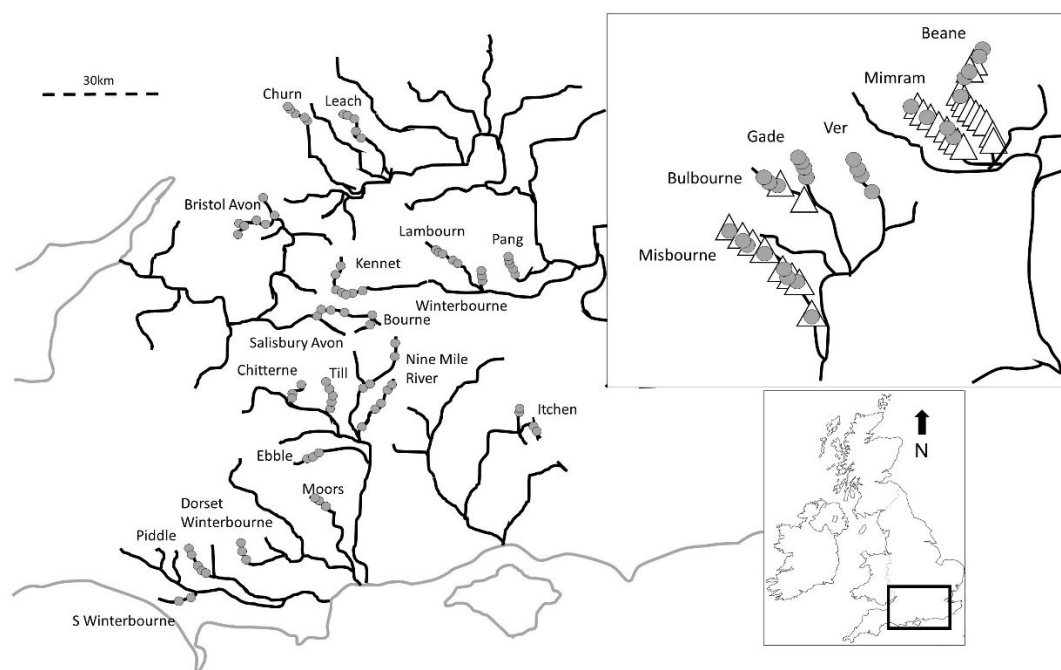 30km
Churn
Leach
Bristol Avon
Lambourn
Pang
Kennet
Winterbourne
Bourne
Salisbury Avon
Nine Mile
River
Chitterne
Till
Itchen
Ebble
Moors
Dorset
Winterbourne
Piddle
S Winterbourne
Beane
Mimram
Ver
Gade
Bulbourne
Misbourne
N